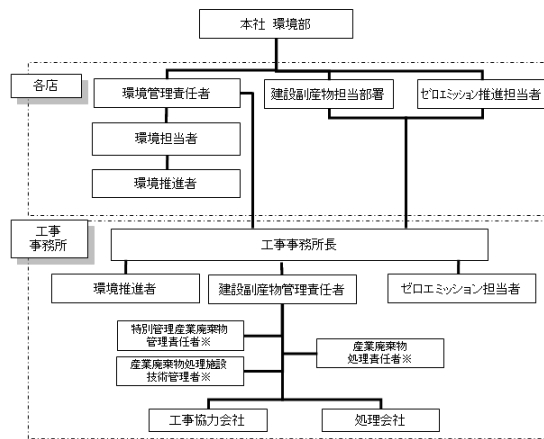 本社 環境部
各店
環境管理責任者
建設副産物担当部署
ゼロエミッション推進担当者
環境担当者
環境推進者
工事
事務所
工事事務所長
環境推進者
建設副産物管理責任者
ゼロエミッション担当者
特別管理産業廃棄物
管理責任者※
産業廃棄物
処理責任者※
産業廃棄物処理施設
技術管理者※
工事協力会社
処理会社